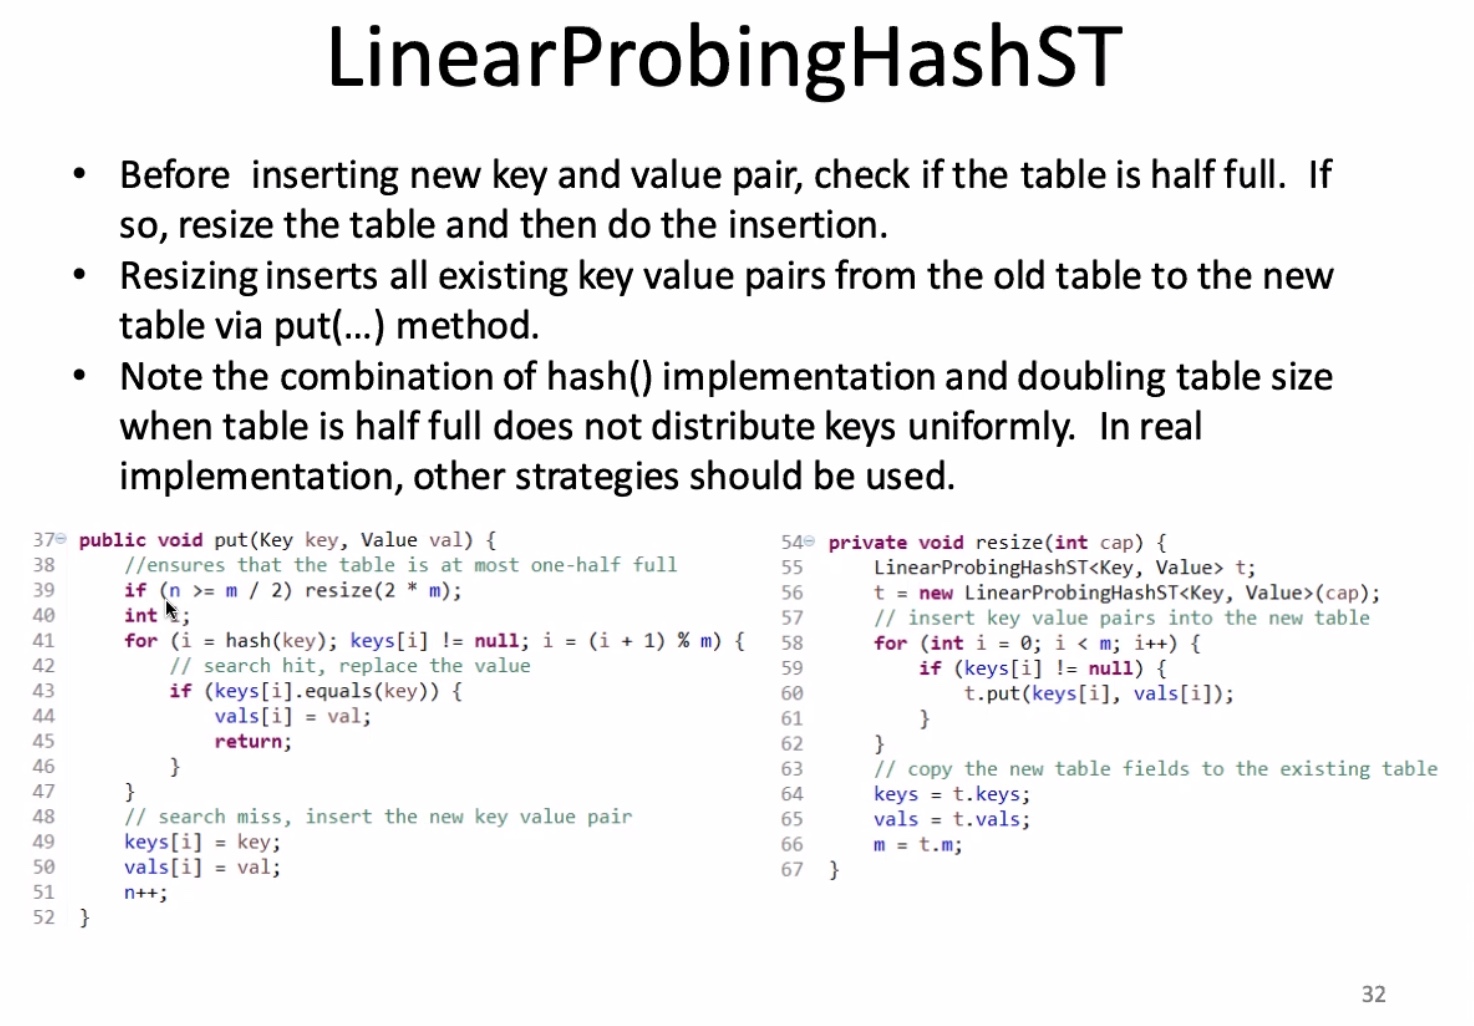 LinearProbingHashST
• Before inserting new key and value pair, check if the table is half full. If
so, resize the table and then do the insertion.
• Resizing inserts all existing key value pairs from the old table to the new
table via put(…) method.
• Note the combination of hash() implementation and doubling table size
when table is half full does not distribute keys uniformly. In real
implementation, other strategies should be used.
37 public void put(Key key, Value val) {
38 //ensures that the table is at most one-half full
39 if (n >= m / 2) resize(2 * m);
40 int i;
41 for (i = hash(key); keys[i] != null; i = (i + 1) % m) {
42 // search hit, replace the value
43 if (keys[i].equals(key)) {
44 vals[i] = val;
45 return;
46 }
47 }
48 // search miss, insert the new key value pair
49 keys[i] = key;
50 vals[i] = val;
51 n++;
52 }
54 private void resize(int cap) {
55 LinearProbingHashST<Key, Value> t;
56 t = new LinearProbingHashST<Key, Value>(cap);
57 // insert key value pairs into the new table
58 for (int i = 0; i < m; i++) {
59 if (keys[i] != null) {
60 t.put(keys[i], vals[i]);
61 }
62 }
63 // copy the new table fields to the existing table
64 keys = t.keys;
65 vals = t.vals;
66 m = t.m;
67 }
32